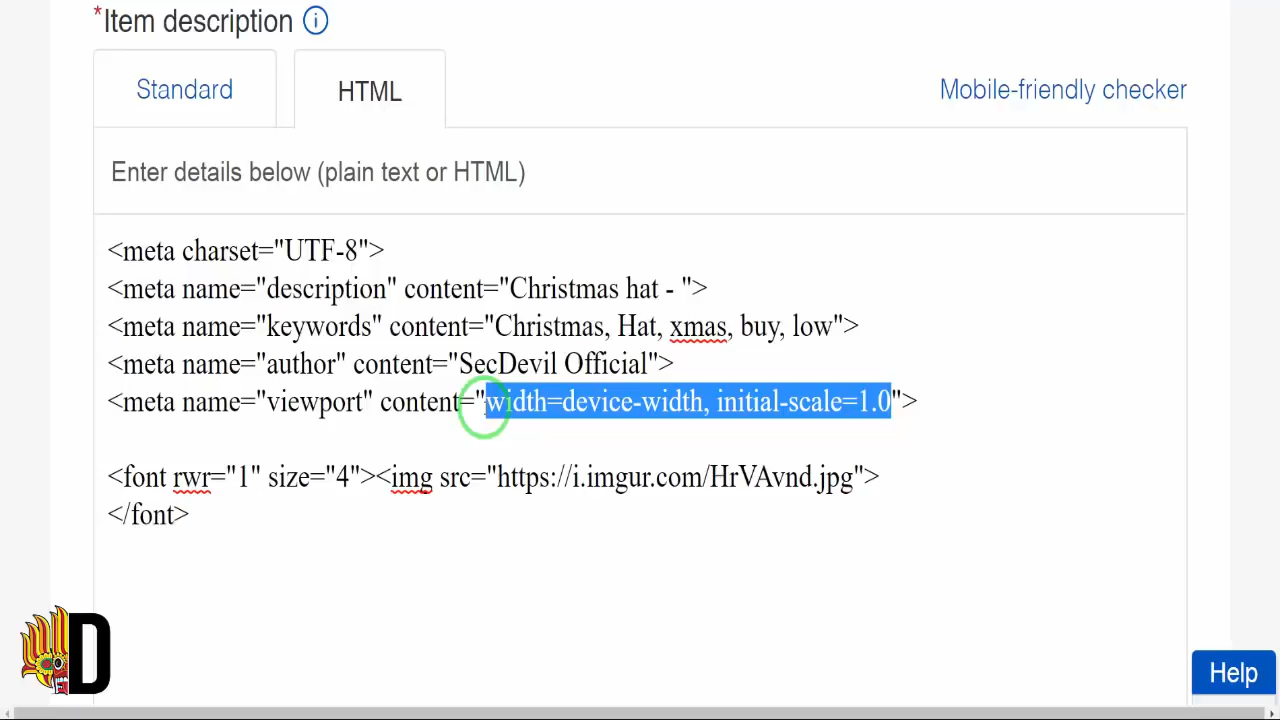 *Item description i
Standard
HTML
Mobile-friendly checker
Enter details below (plain text or HTML)
<meta charset="UTF-8">
<meta name="description" content="Christmas hat - ">
<meta name="keywords" content="Christmas, Hat, xmas, buy, low">
<meta name="author" content="SecDevil Official">
<meta name="viewport" content="width=device-width, initial-scale=1.0">
<font rwr="1" size="4"><img src="https://i.imgur.com/HrVAvnd.jpg">
</font>
D
Help